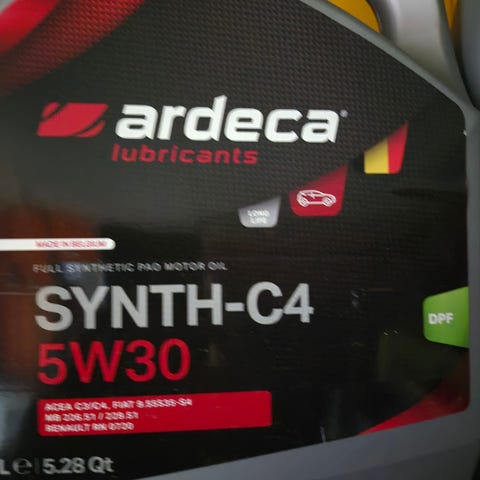 ardeca
lubricants
LONG
LIFE
MADE IN BELGIUM
FULL SYNTHETIC PAO MOTOR OIL
SYNTH-C4
5W30
DPF
ACEA C3/C4, FIAT 9.55535-S4
MB 226.51 / 229.51
RENAULT RN 0720
L e 5.28 Qt